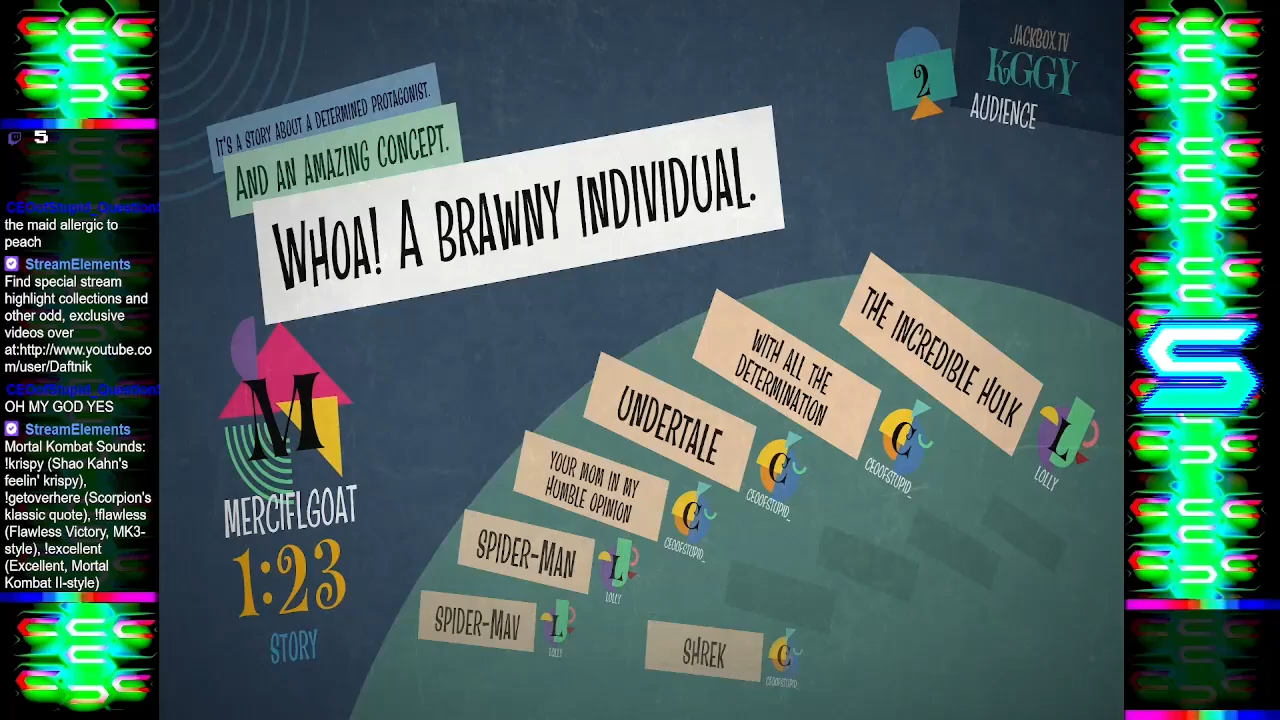 IT'S A STORY ABOUT A DETERMINED PROTAGONIST.
AND AN AMAZING CONCEPT.
WHOA! A BRAWNY INDIVIDUAL.
2
JACKBOX.TV
KGGY
AUDIENCE
5
CEOofStupid_Question
the maid allergic to
peach
StreamElements
Find special stream
highlight collections and
other odd, exclusive
videos over
at:http://www.youtube.co
m/user/Daftnik
CEOofStupid_Question
OH MY GOD YES
StreamElements
Mortal Kombat Sounds:
!krispy (Shao Kahn's
feelin' krispy),
!getoverhere (Scorpion's
klassic quote), !flawless
(Flawless Victory, MK3-
style), !excellent
(Excellent, Mortal
Kombat II-style)
M
MERCIFLGOAT
1:23
STORY
THE INCREDIBLE HULK
L
LOLLY
WITH ALL THE
DETERMINATION
C
CEOOFSTUPID_
UNDERTALE
C
CEOOFSTUPID_
YOUR MOM IN MY
HUMBLE OPINION
C
CEOOFSTUPID_
SPIDER-MAN
L
LOLLY
SPIDER-MAV
L
LOLLY
SHREK
C
CEOOFSTUPID_
S